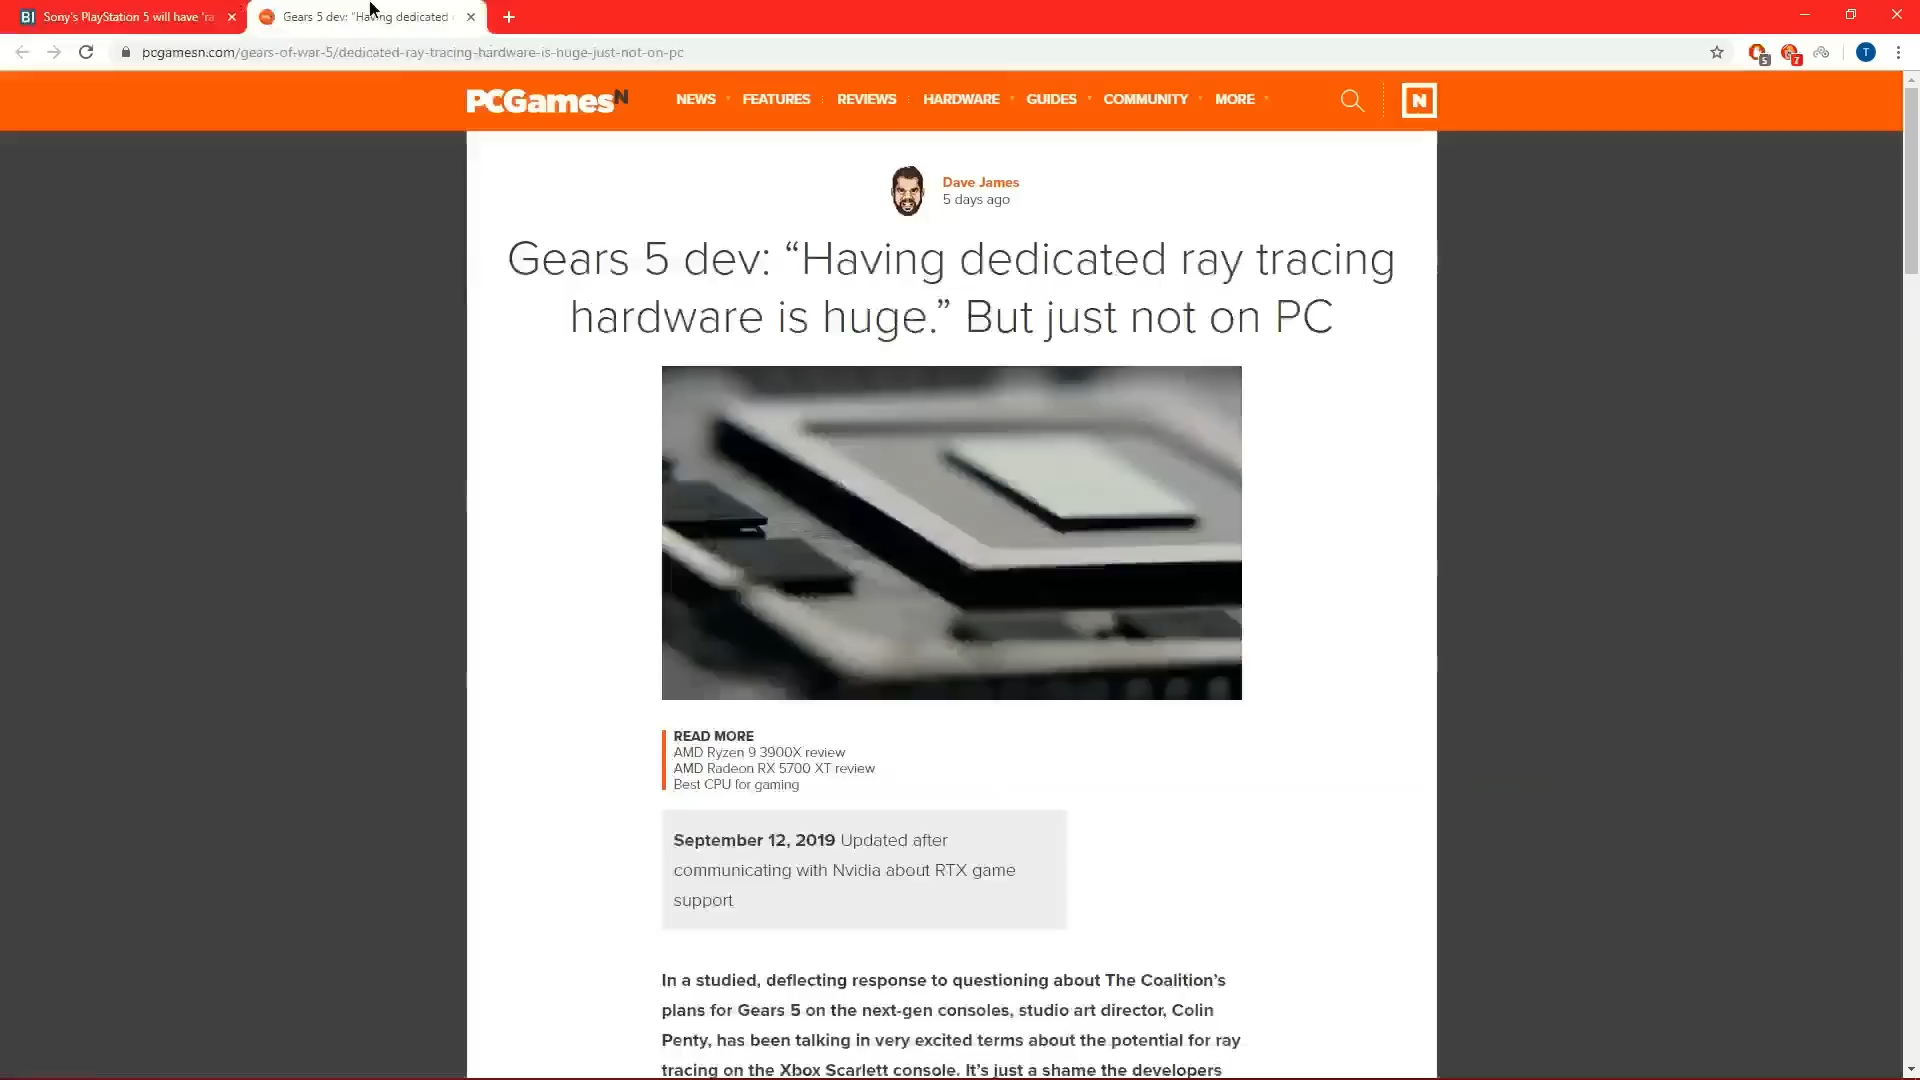 BI Sony's PlayStation 5 will have 'ra
Gears 5 dev: "Having dedicated
pcgamesn.com/gears-of-war-5/dedicated-ray-tracing-hardware-is-huge-just-not-on-pc
5
7
T
PCGamesN
NEWS FEATURES REVIEWS HARDWARE GUIDES COMMUNITY MORE
N
Dave James
5 days ago
Gears 5 dev: “Having dedicated ray tracing
hardware is huge.” But just not on PC
READ MORE
AMD Ryzen 9 3900X review
AMD Radeon RX 5700 XT review
Best CPU for gaming
September 12, 2019 Updated after
communicating with Nvidia about RTX game
support
In a studied, deflecting response to questioning about The Coalition’s
plans for Gears 5 on the next-gen consoles, studio art director, Colin
Penty, has been talking in very excited terms about the potential for ray
tracing on the Xbox Scarlett console. It’s just a shame the developers